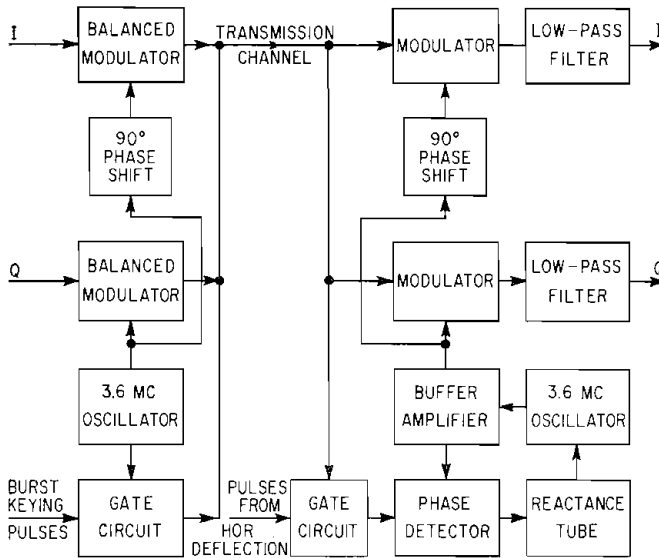 I
BALANCED
MODULATOR
TRANSMISSION
CHANNEL
MODULATOR
LOW-PASS
FILTER
90°
PHASE
SHIFT
90°
PHASE
SHIFT
Q
BALANCED
MODULATOR
MODULATOR
LOW-PASS
FILTER
3.6 MC
OSCILLATOR
BUFFER
AMPLIFIER
3.6 MC
OSCILLATOR
BURST
KEYING
PULSES
GATE
CIRCUIT
PULSES
FROM
HOR
DEFLECTION
GATE
CIRCUIT
PHASE
DETECTOR
REACTANCE
TUBE